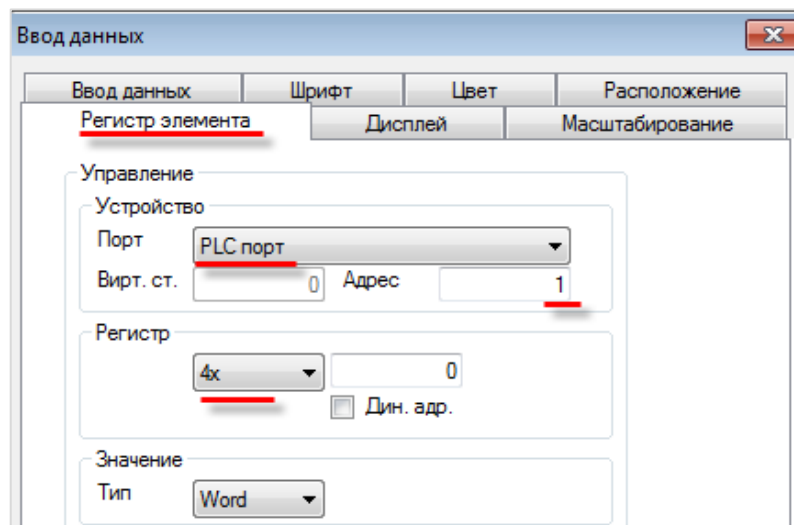 Ввод данных
Ввод данных Шрифт Цвет Расположение
Регистр элемента Дисплей Масштабирование
Управление
Устройство
Порт PLC порт
Вирт. ст. 0 Адрес 1
Регистр
4x 0
Дин. адр.
Значение
Тип Word